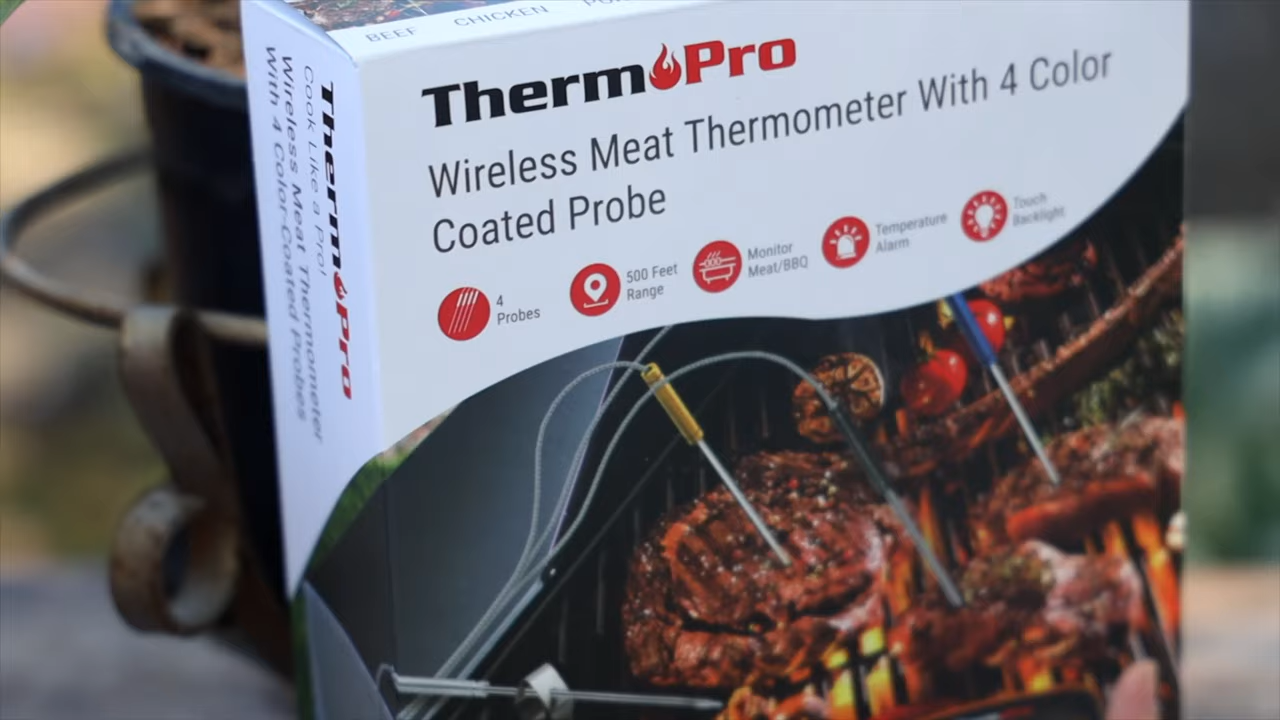 BEEF CHICKEN
ThermoPro
Wireless Meat Thermometer With 4 Color
Coated Probe
4
Probes
500 Feet
Range
Monitor
Meat/BBQ
Temperature
Alarm
Touch
Backlight
ThermoPro
Cook Like a Pro!
Wireless Meat Thermometer
With 4 Color-Coated Probes